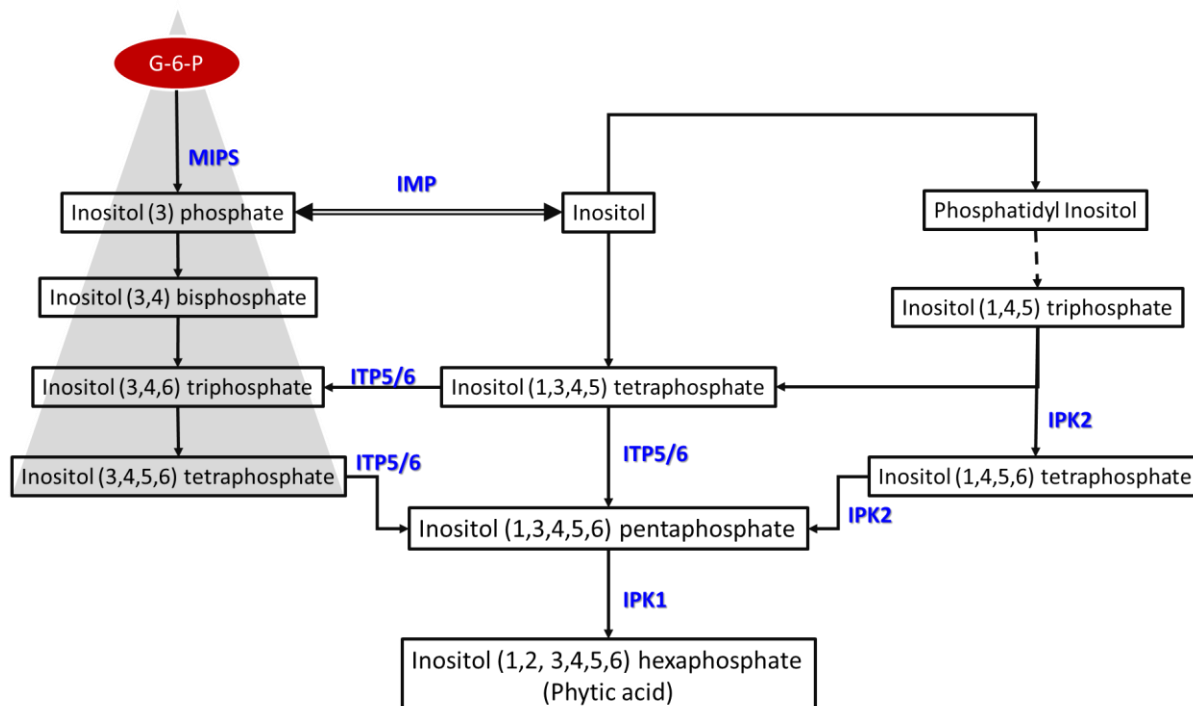 G-6-P
MIPS
IMP
Inositol (3) phosphate
Inositol
Phosphatidyl Inositol
Inositol (3,4) bisphosphate
Inositol (1,4,5) triphosphate
Inositol (3,4,6) triphosphate
ITP5/6
Inositol (1,3,4,5) tetraphosphate
IPK2
Inositol (3,4,5,6) tetraphosphate
ITP5/6
ITP5/6
Inositol (1,4,5,6) tetraphosphate
Inositol (1,3,4,5,6) pentaphosphate
IPK2
IPK1
Inositol (1,2, 3,4,5,6) hexaphosphate
(Phytic acid)